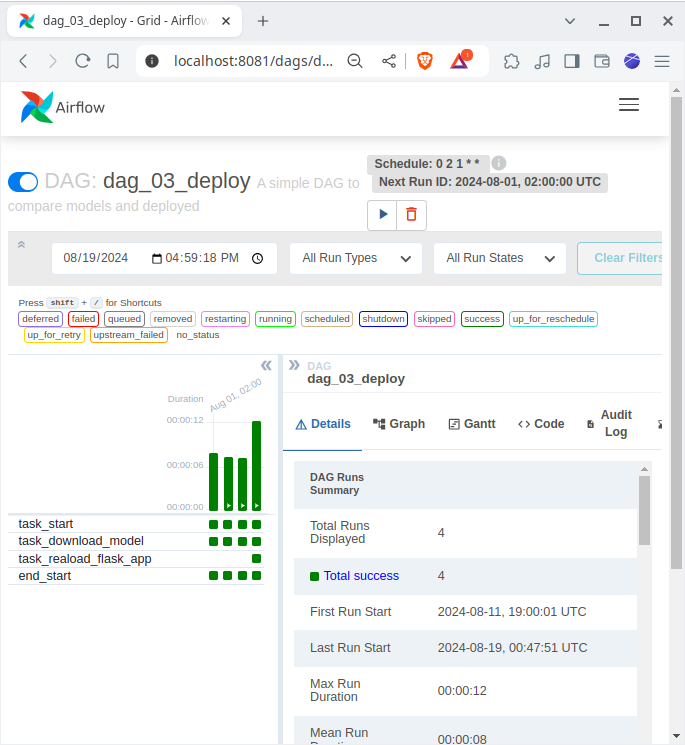 dag_03_deploy - Grid - Airflow
localhost:8081/dags/d...
1
Airflow
DAG: dag_03_deploy A simple DAG to
compare models and deployed
Schedule: 0 2 1 * *
Next Run ID: 2024-08-01, 02:00:00 UTC
08/19/2024 04:59:18 PM All Run Types All Run States Clear Filters
Press shift + / for Shortcuts
deferred failed queued removed restarting running scheduled shutdown skipped success up_for_reschedule
up_for_retry upstream_failed no_status
Aug 01, 02:00
Duration
00:00:12
00:00:06
00:00:00
task_start
task_download_model
task_reaload_flask_app
end_start
DAG
dag_03_deploy
Details Graph Gantt Code Audit Log
DAG Runs
Summary
Total Runs
Displayed
4
Total success 4
First Run Start 2024-08-11, 19:00:01 UTC
Last Run Start 2024-08-19, 00:47:51 UTC
Max Run
Duration
00:00:12
Mean Run
Duration
00:00:08